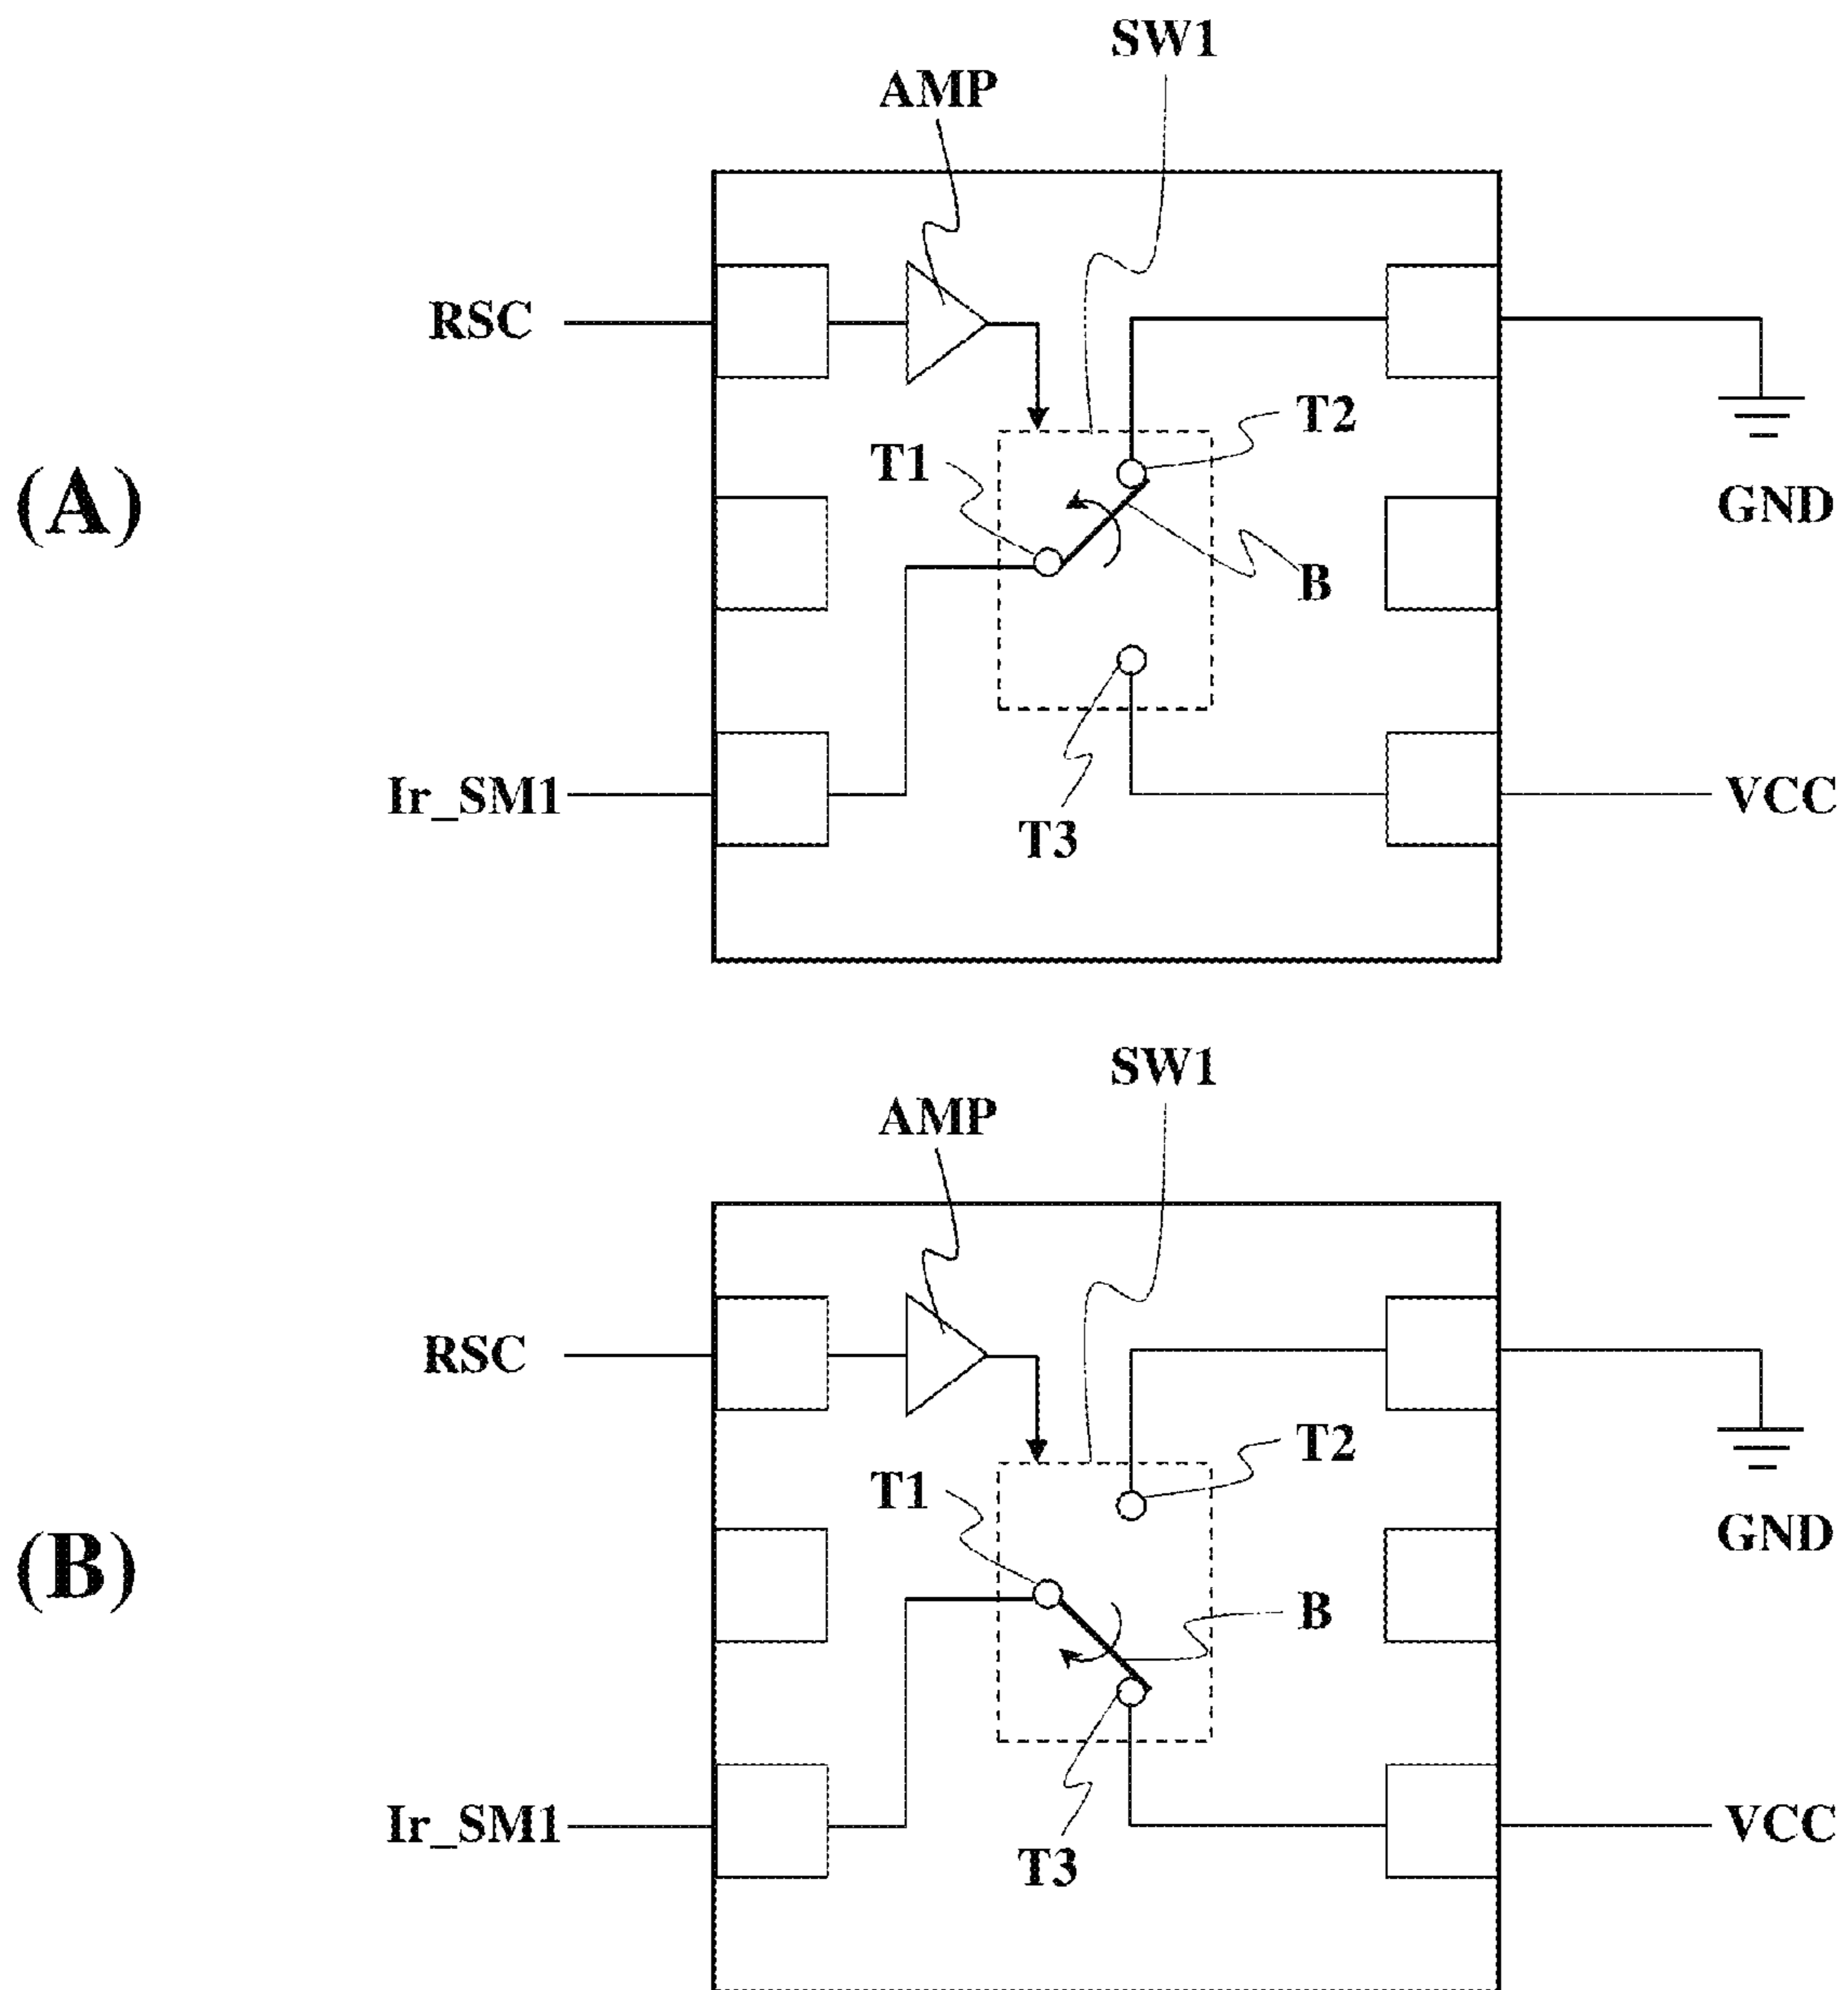 SW1
AMP
RSC
T2
T1
(A)
GND
B
Ir_SM1
VCC
T3
SW1
AMP
RSC
T2
T1
GND
(B)
B
Ir_SM1
VCC
T3